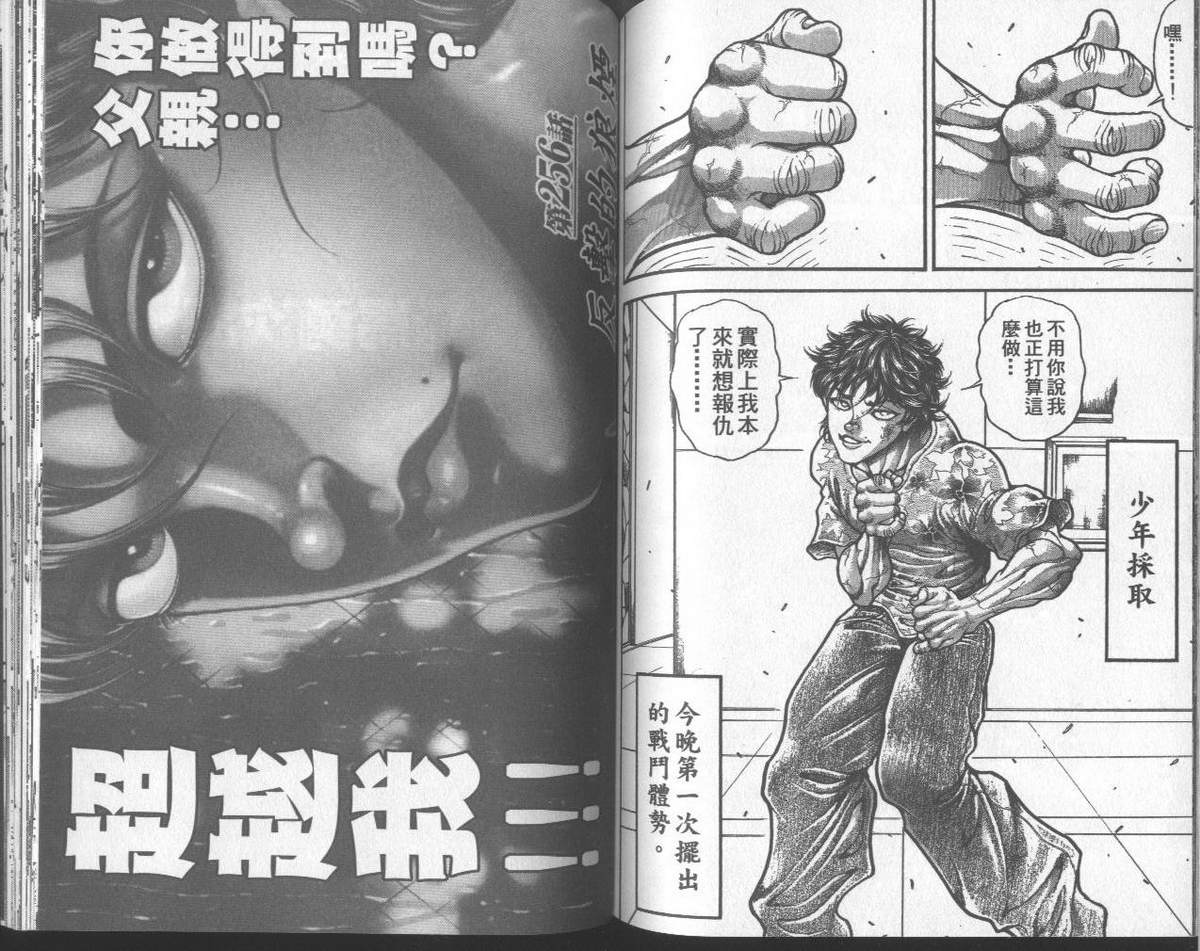 嘿………！
不用你說我
也正打算這
麼做…
實際上我本
來就想報仇
了………
少年採取
今晚第一次擺出
的戰鬥體勢。
第256話
反擊的狼煙
你做得到嗎？
父親…
超越我!!!